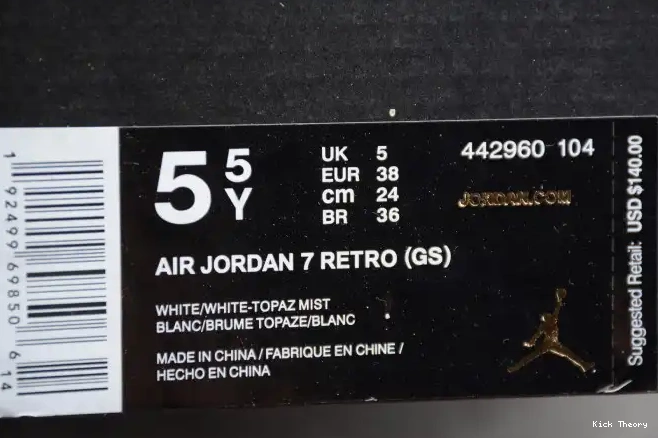 1 92499 69850 6 14
5 5 Y
UK 5
EUR 38
cm 24
BR 36
442960 104
JORDAN.COM
AIR JORDAN 7 RETRO (GS)
WHITE/WHITE-TOPAZ MIST
BLANC/BRUME TOPAZE/BLANC
MADE IN CHINA / FABRIQUE EN CHINE /
HECHO EN CHINA
Suggested Retail: USD $140.00
Kick Theory